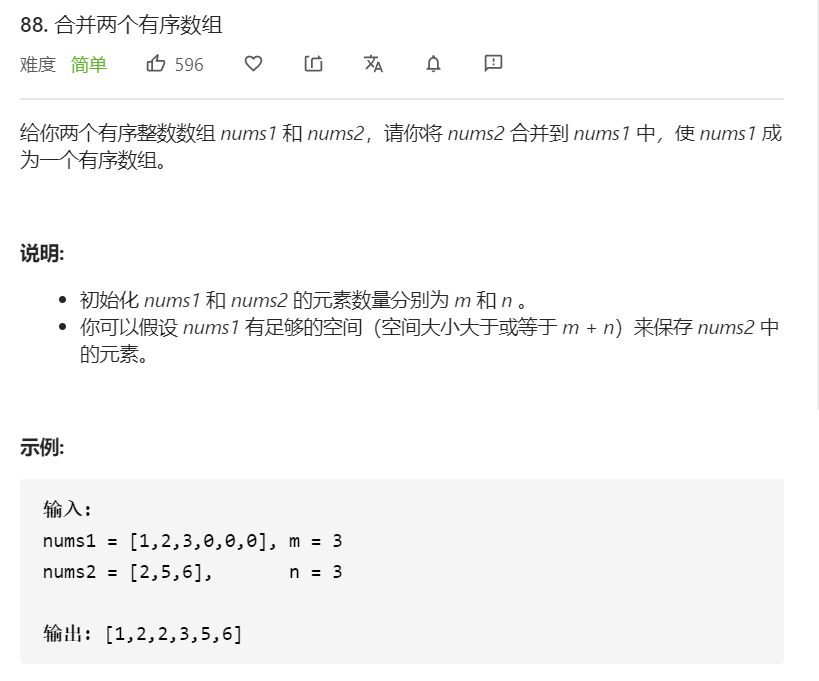 88. 合并两个有序数组
难度 简单 596
给你两个有序整数数组 nums1 和 nums2，请你将 nums2 合并到 nums1 中，使 nums1 成
为一个有序数组。
说明:
• 初始化 nums1 和 nums2 的元素数量分别为 m 和 n 。
• 你可以假设 nums1 有足够的空间（空间大小大于或等于 m + n）来保存 nums2 中
的元素。
示例:
输入:
nums1 = [1,2,3,0,0,0], m = 3
nums2 = [2,5,6],       n = 3
输出: [1,2,2,3,5,6]